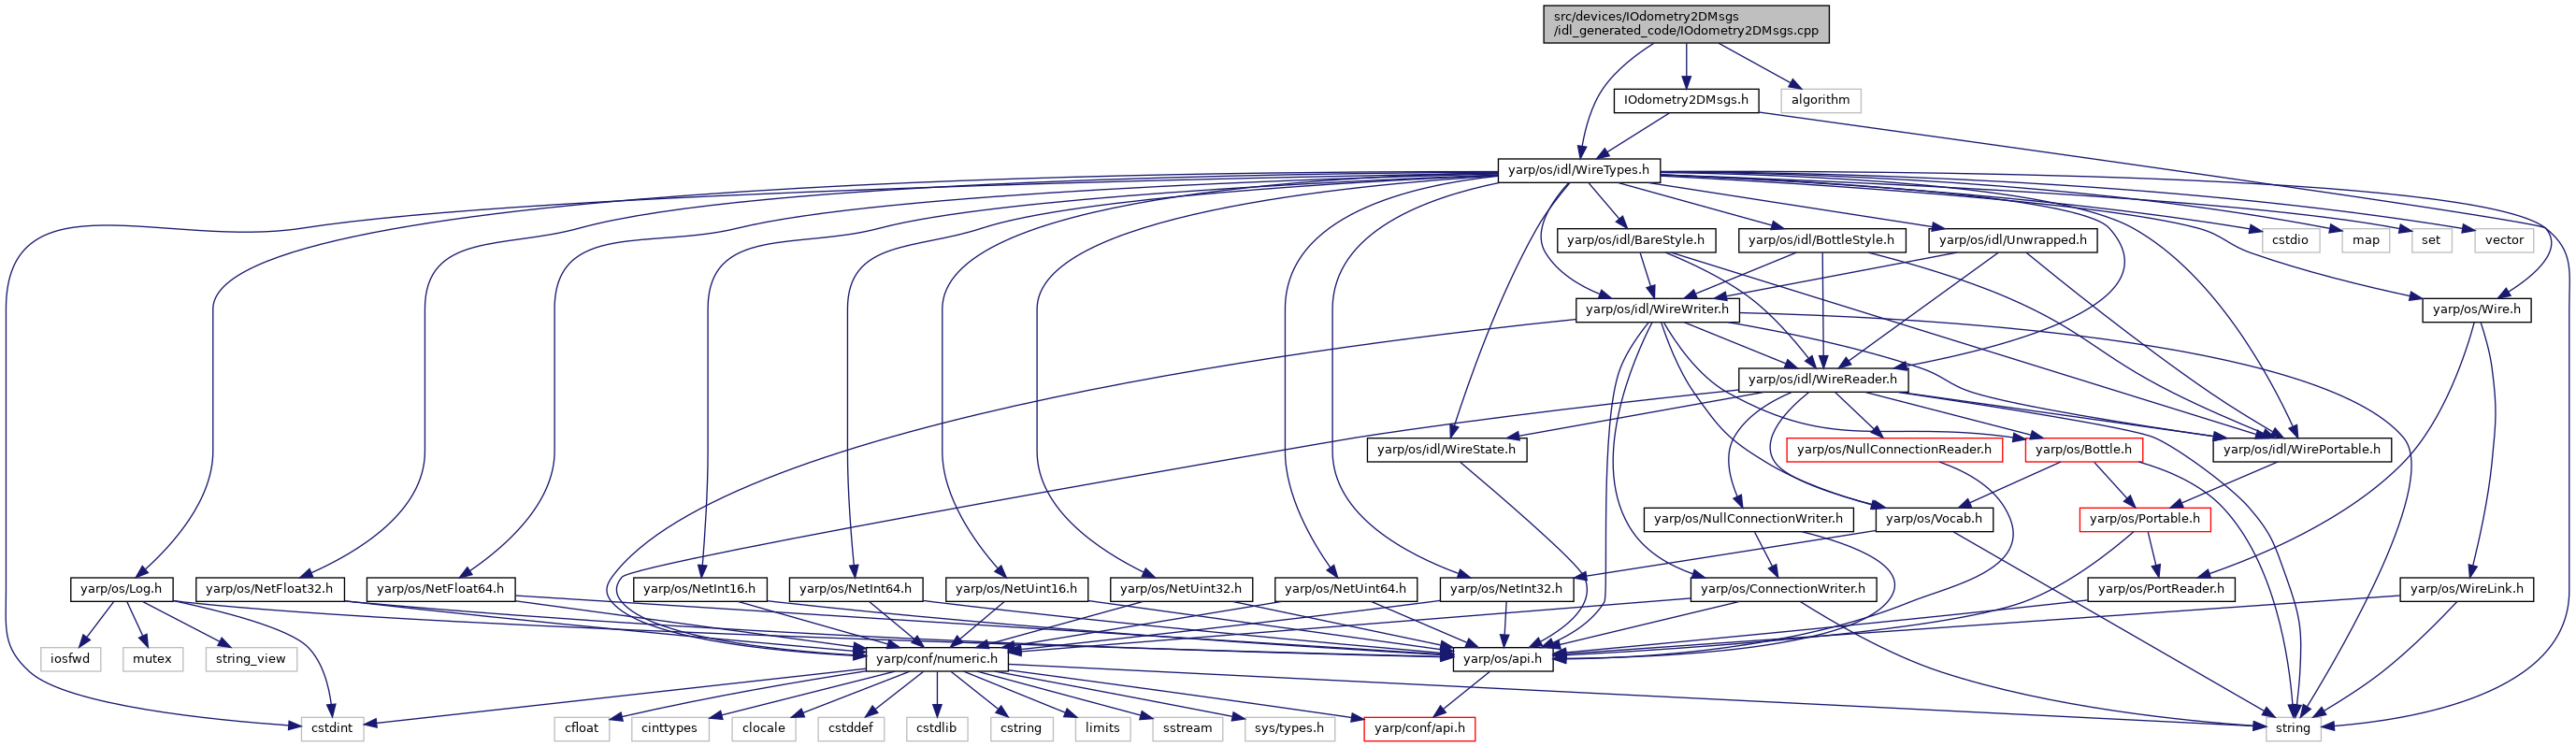 src/devices/IOdometry2DMsgs
/idl_generated_code/IOdometry2DMsgs.cpp
IOdometry2DMsgs.h
algorithm
yarp/os/idl/WireTypes.h
yarp/os/idl/BareStyle.h
yarp/os/idl/BottleStyle.h
yarp/os/idl/Unwrapped.h
cstdio
map
set
vector
yarp/os/idl/WireWriter.h
yarp/os/Wire.h
yarp/os/idl/WireReader.h
yarp/os/idl/WireState.h
yarp/os/NullConnectionReader.h
yarp/os/Bottle.h
yarp/os/idl/WirePortable.h
yarp/os/NullConnectionWriter.h
yarp/os/Vocab.h
yarp/os/Portable.h
yarp/os/Log.h
yarp/os/NetFloat32.h
yarp/os/NetFloat64.h
yarp/os/NetInt16.h
yarp/os/NetInt64.h
yarp/os/NetUint16.h
yarp/os/NetUint32.h
yarp/os/NetUint64.h
yarp/os/NetInt32.h
yarp/os/ConnectionWriter.h
yarp/os/PortReader.h
yarp/os/WireLink.h
iosfwd
mutex
string_view
yarp/conf/numeric.h
yarp/os/api.h
cstdint
cfloat
cinttypes
clocale
cstddef
cstdlib
cstring
limits
sstream
sys/types.h
yarp/conf/api.h
string